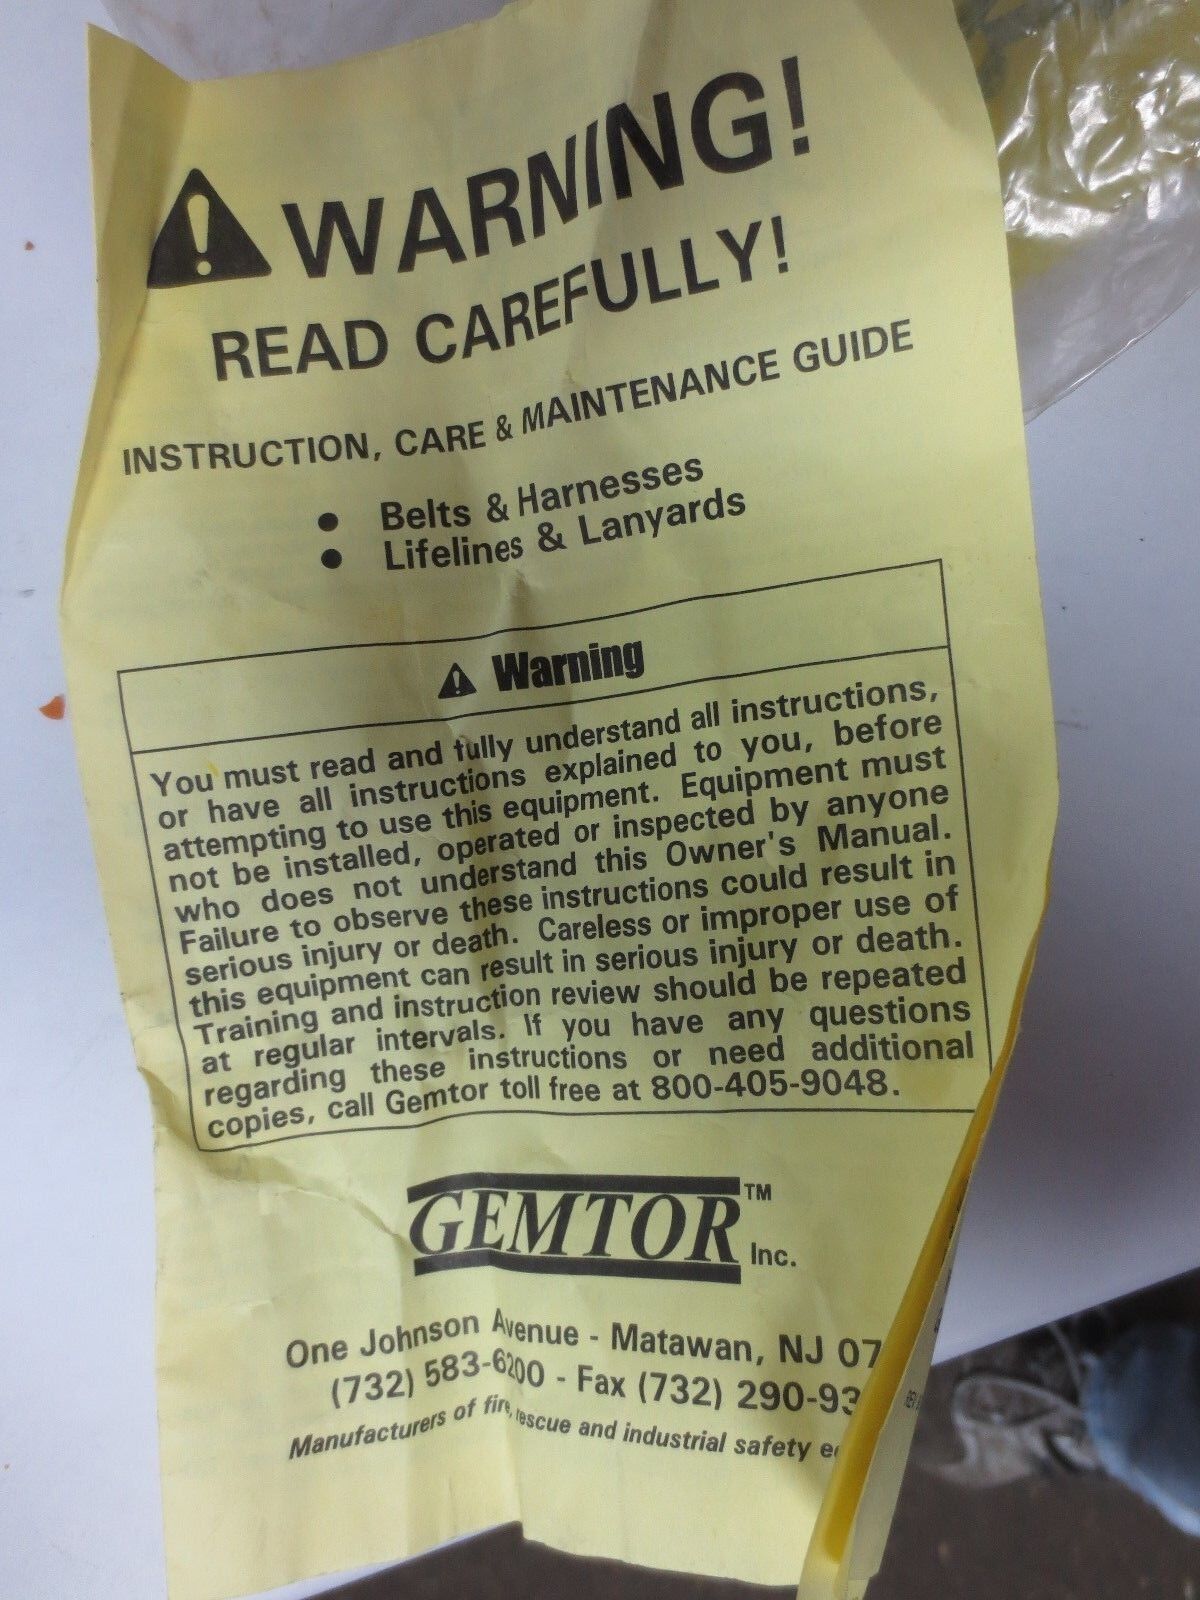 WARNING!
READ CAREFULLY!
INSTRUCTION, CARE & MAINTENANCE GUIDE
• Belts & Harnesses
• Lifelines & Lanyards
Warning
You must read and fully understand all instructions,
or have all instructions explained to you, before
attempting to use this equipment. Equipment must
not be installed, operated or inspected by anyone
who does not understand this Owner's Manual.
Failure to observe these instructions could result in
serious injury or death. Careless or improper use of
this equipment can result in serious injury or death.
Training and instruction review should be repeated
at regular intervals. If you have any questions
regarding these instructions or need additional
copies, call Gemtor toll free at 800-405-9048.
GEMTOR™ Inc.
One Johnson Avenue - Matawan, NJ 07
(732) 583-6200 - Fax (732) 290-93
Manufacturers of fire, rescue and industrial safety